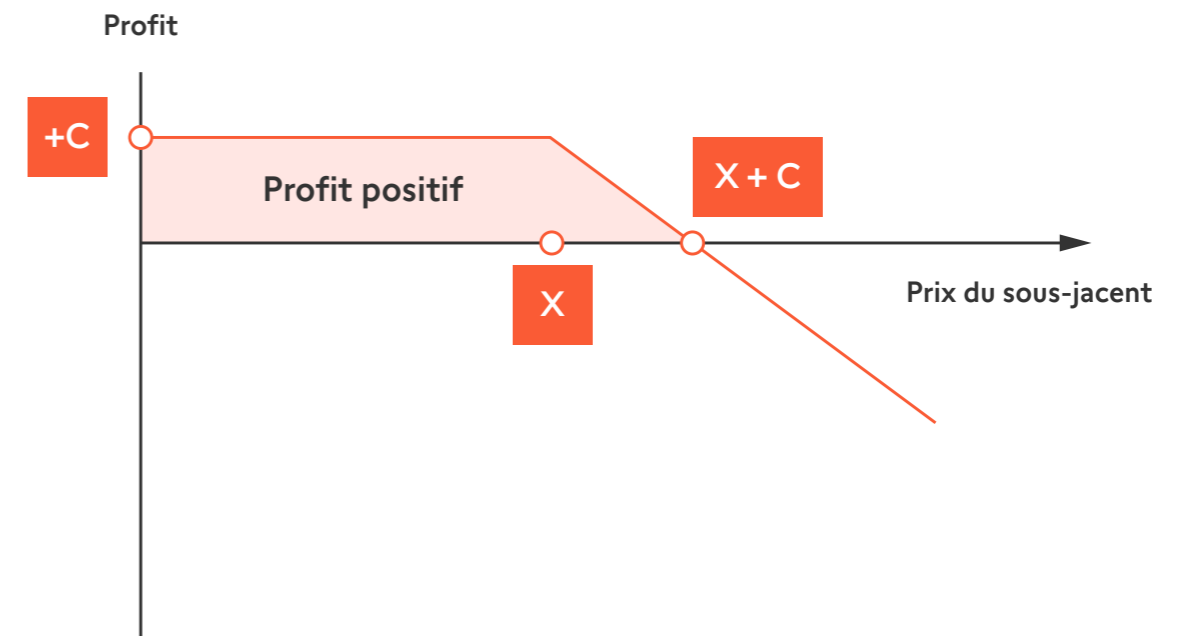 Profit
+C
X + C
Profit positif
Prix du sous-jacent
X